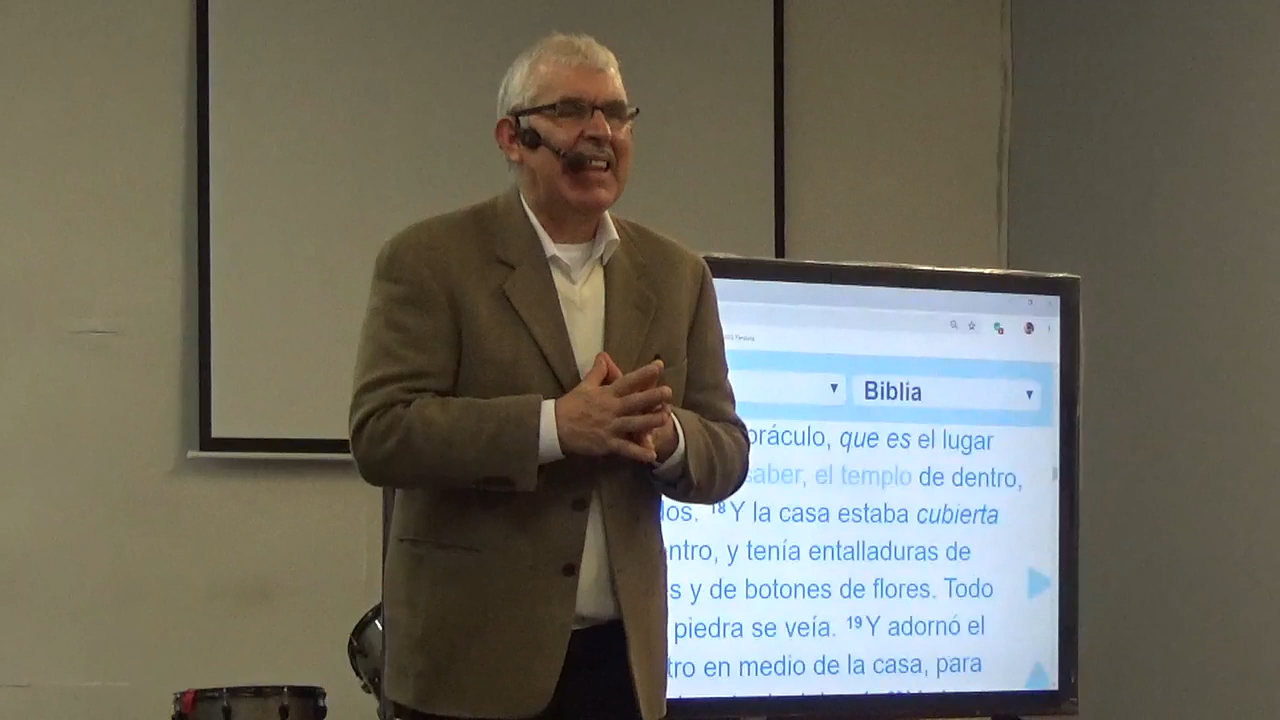 Biblia
oráculo, que es el lugar
saber, el templo de dentro,
los. 18 Y la casa estaba cubierta
ntro, y tenía entalladuras de
s y de botones de flores. Todo
piedra se veía. 19 Y adornó el
tro en medio de la casa, para